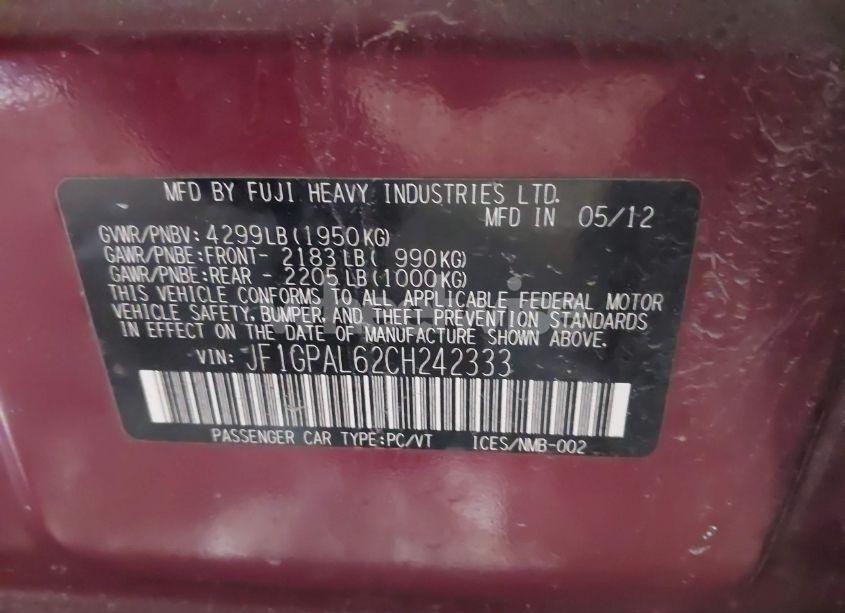 MFD BY FUJI HEAVY INDUSTRIES LTD.
MFD IN 05/12
GVWR/PNBV: 4299LB(1950KG)
GAWR/PNBE:FRONT- 2183LB( 990KG)
GAWR/PNBE:REAR - 2205LB(1000KG)
THIS VEHICLE CONFORMS TO ALL APPLICABLE FEDERAL MOTOR
VEHICLE SAFETY, BUMPER, AND THEFT PREVENTION STANDARDS
IN EFFECT ON THE DATE OF MANUFACTURE SHOWN ABOVE.
VIN: JF1GPAL62CH242333
PASSENGER CAR TYPE:PC/VT ICES/NMB-002